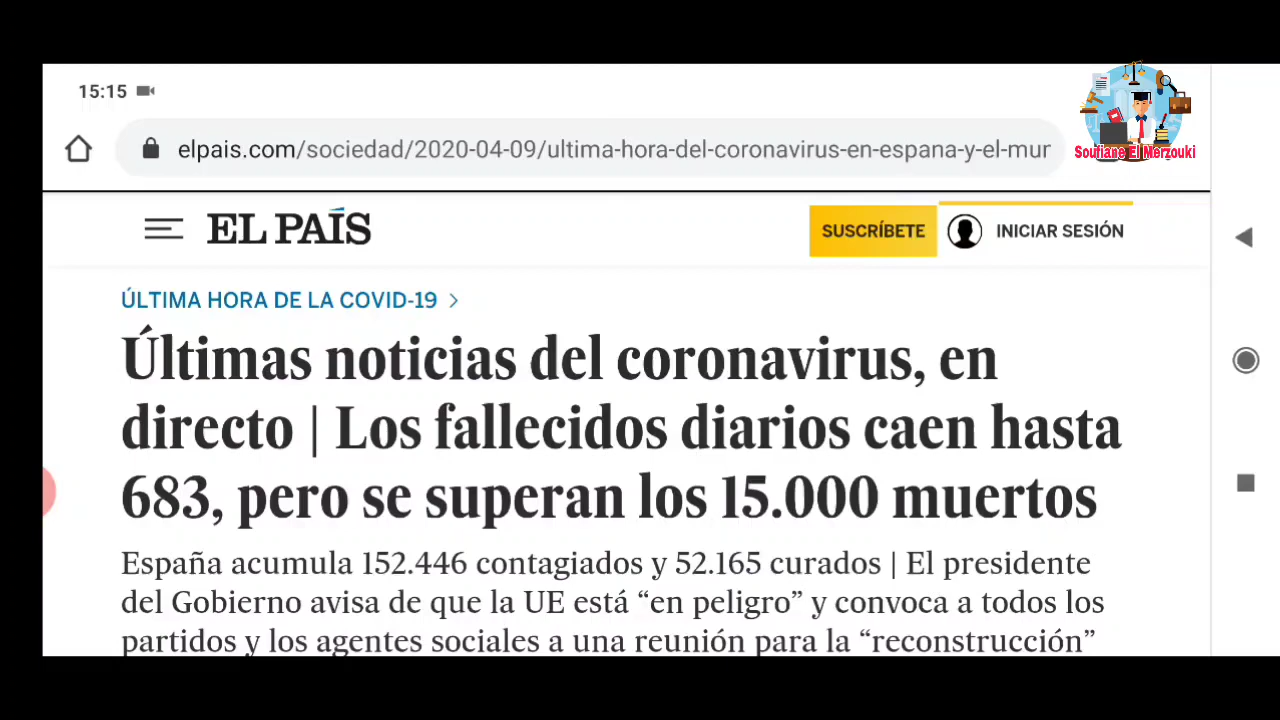 15:15
elpais.com/sociedad/2020-04-09/ultima-hora-del-coronavirus-en-espana-y-el-mur
Soufiane El Merzouki
EL PAÍS
SUSCRÍBETE
INICIAR SESIÓN
ÚLTIMA HORA DE LA COVID-19
Últimas noticias del coronavirus, en
directo | Los fallecidos diarios caen hasta
683, pero se superan los 15.000 muertos
España acumula 152.446 contagiados y 52.165 curados | El presidente
del Gobierno avisa de que la UE está “en peligro” y convoca a todos los
partidos y los agentes sociales a una reunión para la “reconstrucción”